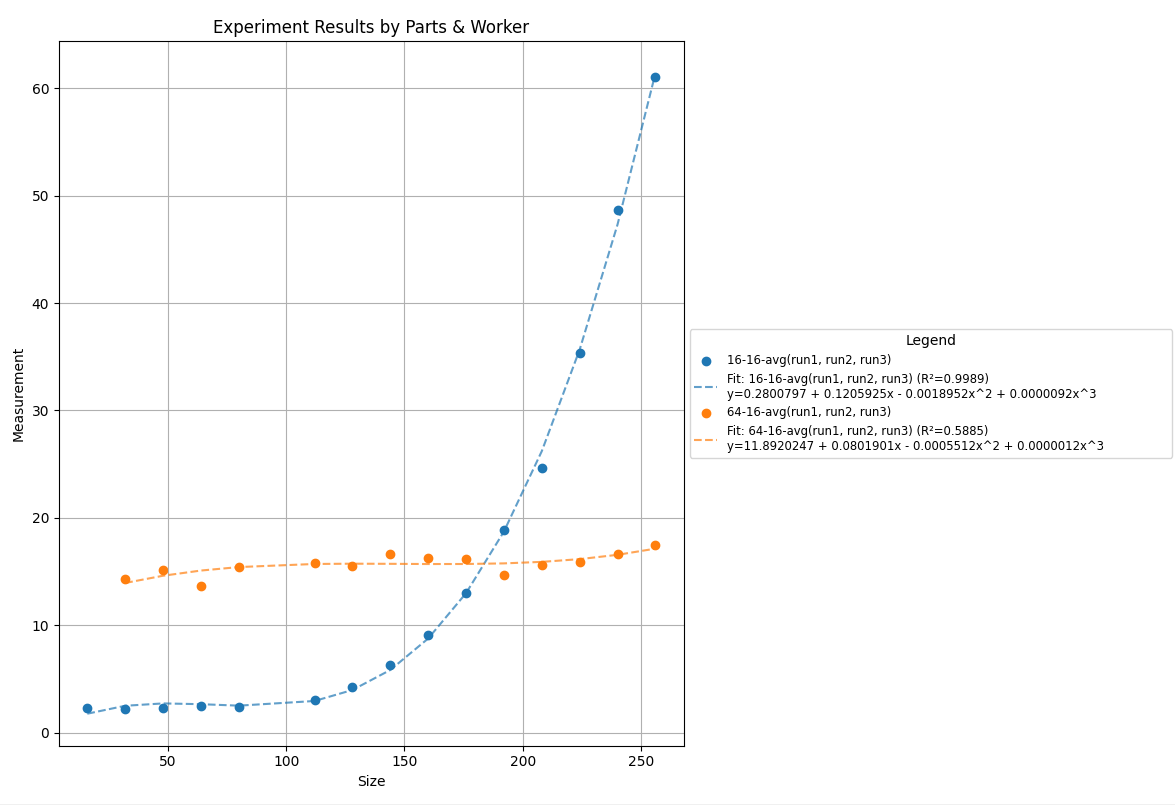 Experiment Results by Parts & Worker
Measurement
60
50
40
30
20
10
0
50
100
150
200
250
Size
Legend
16-16-avg(run1, run2, run3)
Fit: 16-16-avg(run1, run2, run3) (R²=0.9989)
y=0.2800797 + 0.1205925x - 0.0018952x^2 + 0.0000092x^3
64-16-avg(run1, run2, run3)
Fit: 64-16-avg(run1, run2, run3) (R²=0.5885)
y=11.8920247 + 0.0801901x - 0.0005512x^2 + 0.0000012x^3